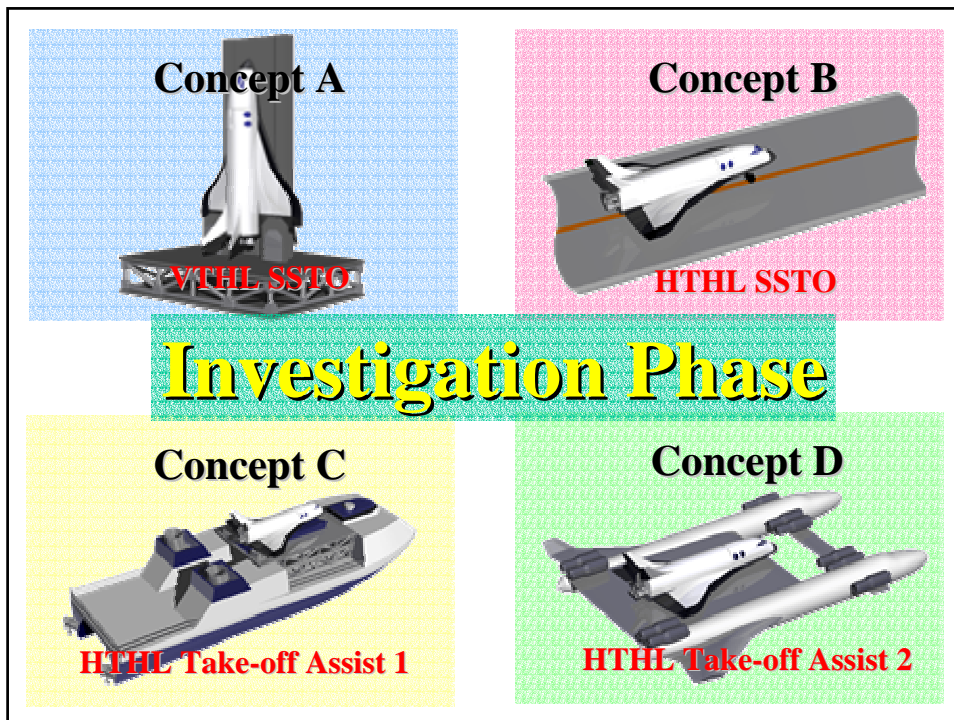 Concept A
VTHL SSTO
Concept B
HTHL SSTO
Investigation Phase
Concept C
HTHL Take-off Assist 1
Concept D
HTHL Take-off Assist 2